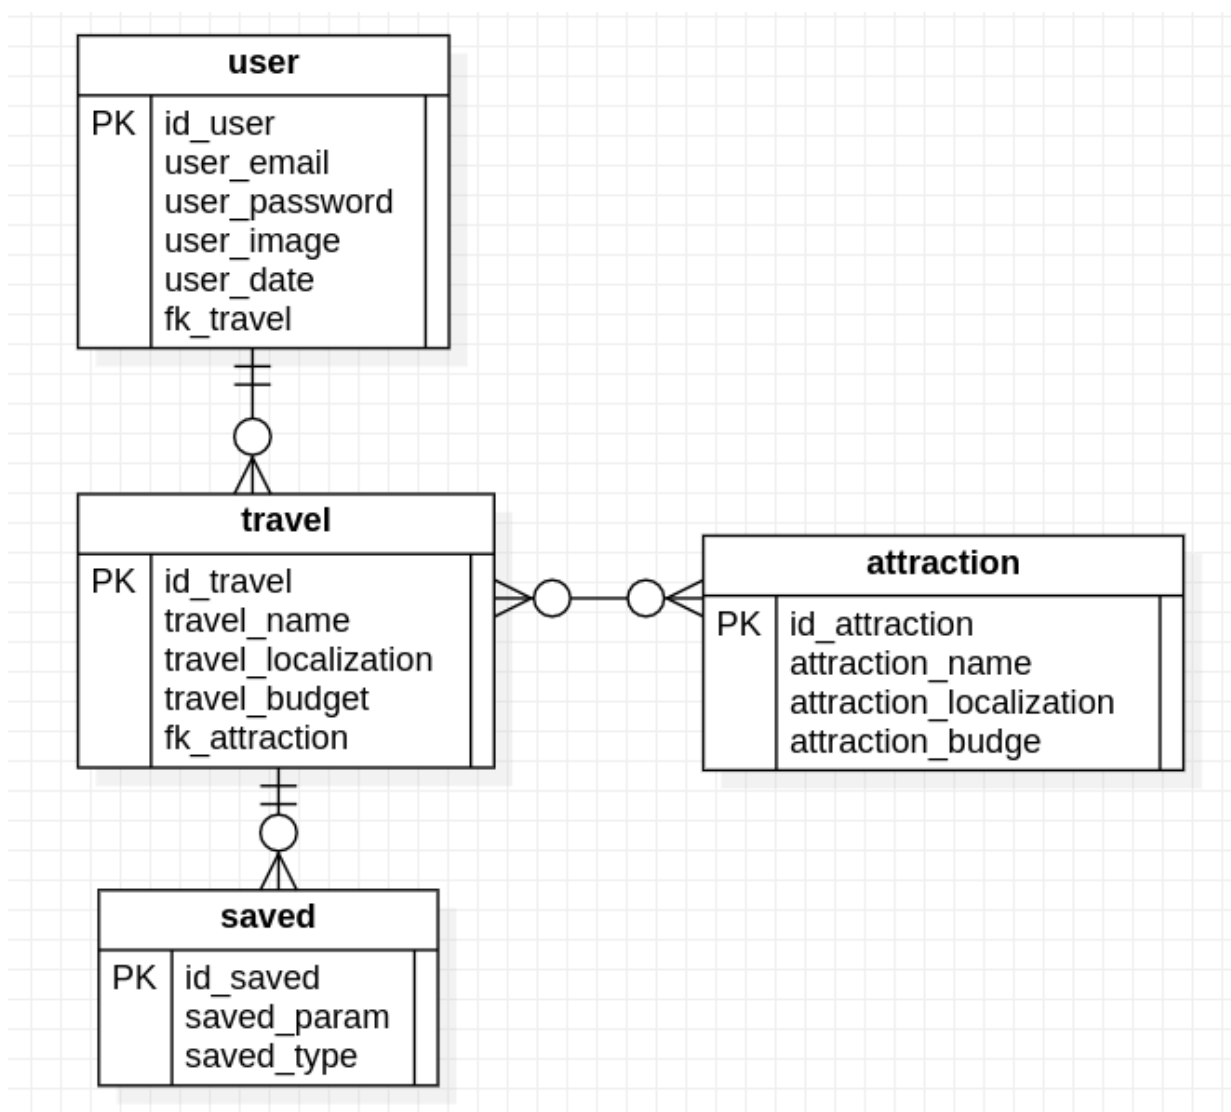 user
PK id_user
user_email
user_password
user_image
user_date
fk_travel
travel
PK id_travel
travel_name
travel_localization
travel_budget
fk_attraction
attraction
PK id_attraction
attraction_name
attraction_localization
attraction_budge
saved
PK id_saved
saved_param
saved_type